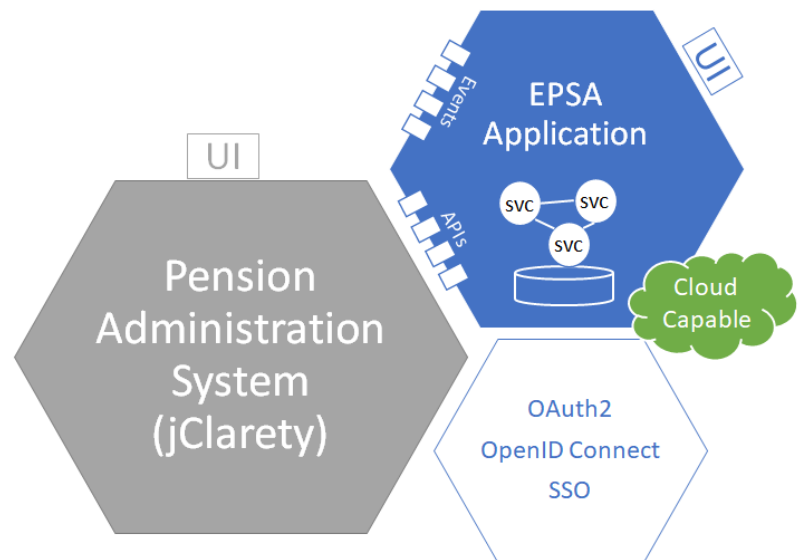 UI
Pension
Administration
System
(jClarety)
Events
APIs
UI
EPSA
Application
SVC
SVC
SVC
Cloud
Capable
OAuth2
OpenID Connect
SSO